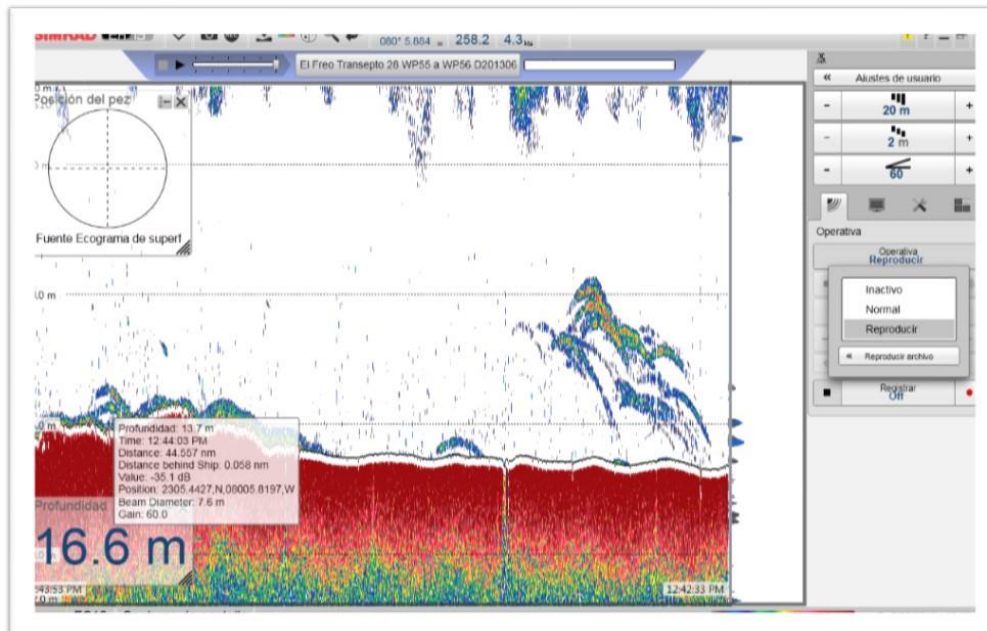 SIMRAD
080° 5.884
258.2
4.3
El Freo Transepto 28 WP55 a WP56 D201306
Posición del pez
Fuente Ecograma de superf
Profundidad: 13.7 m
Time: 12:44:03 PM
Distance: 44.557 nm
Distance behind Ship: 0.058 nm
Value: -35.1 dB
Position: 2305.4427,N,08005.8197,W
Beam Diameter: 7.6 m
Gain: 60.0
Profundidad
16.6 m
:43:53 PM
12:42:33 PM
Ajustes de usuario
- 20 m +
- 2 m +
- 60 +
Operativa
Operativa
Reproducir
Inactivo
Normal
Reproducir
« Reproducir archivo
Registrar
Off